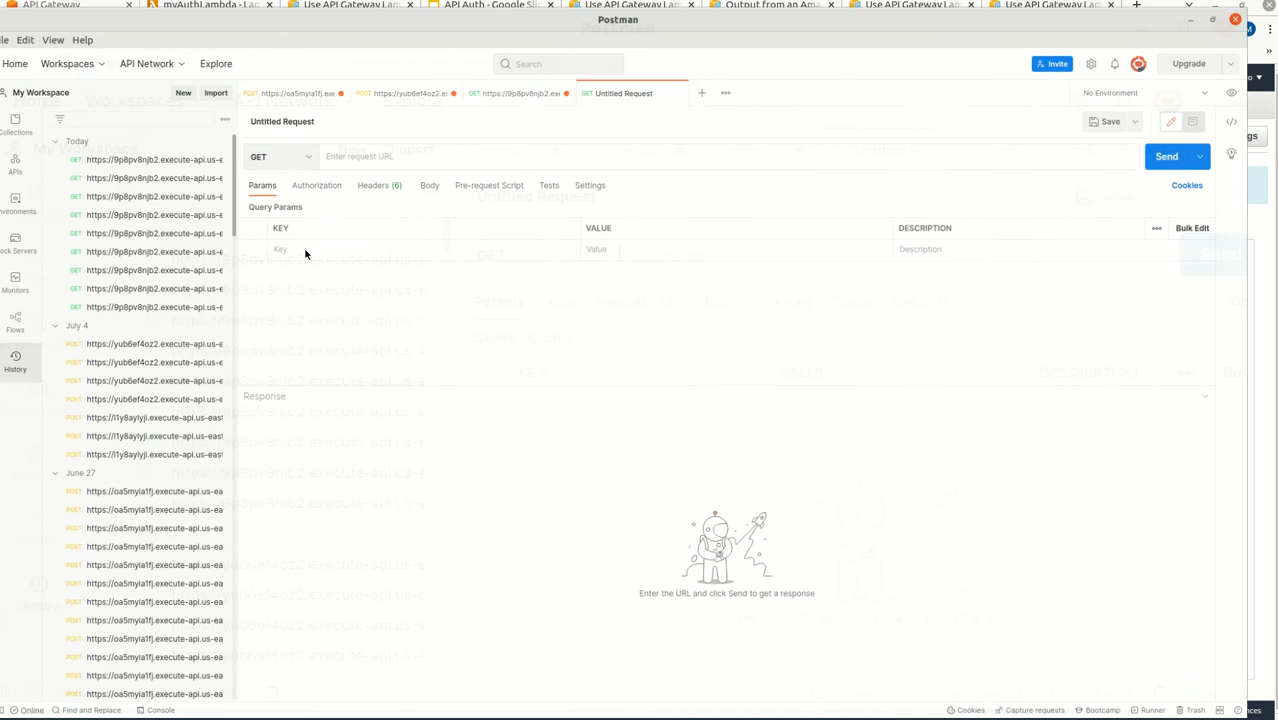 API Gateway
myAuthLambda - Lan
Use API Gateway Lam
API Auth - Google Slid
Use API Gateway Lam
Output from an Ama
Use API Gateway Lam
Use API Gateway Lam
Postman
le Edit View Help
Home Workspaces API Network Explore Search Invite Upgrade
My Workspace New Import
https://oa5myia1fj.exe
https://yub6ef4oz2.ex
GET https://9p8pv8njb2.exe
GET Untitled Request
No Environment
Untitled Request Save
GET Enter request URL Send
Params Authorization Headers (6) Body Pre-request Script Tests Settings Cookies
Query Params
KEY VALUE DESCRIPTION Bulk Edit
Key Value Description
Response
Enter the URL and click Send to get a response
Collections
APIs
nvironments
ock Servers
Monitors
Flows
History
Today
GET https://9p8pv8njb2.execute-api.us-e
GET https://9p8pv8njb2.execute-api.us-e
GET https://9p8pv8njb2.execute-api.us-e
GET https://9p8pv8njb2.execute-api.us-e
GET https://9p8pv8njb2.execute-api.us-e
GET https://9p8pv8njb2.execute-api.us-e
GET https://9p8pv8njb2.execute-api.us-e
GET https://9p8pv8njb2.execute-api.us-e
GET https://9p8pv8njb2.execute-api.us-e
July 4
POST https://yub6ef4oz2.execute-api.us-e
POST https://yub6ef4oz2.execute-api.us-e
POST https://yub6ef4oz2.execute-api.us-e
POST https://yub6ef4oz2.execute-api.us-e
POST https://l1y8aylyji.execute-api.us-east
POST https://l1y8aylyji.execute-api.us-east
POST https://l1y8aylyji.execute-api.us-east
June 27
POST https://oa5myia1fj.execute-api.us-ea
POST https://oa5myia1fj.execute-api.us-ea
POST https://oa5myia1fj.execute-api.us-ea
POST https://oa5myia1fj.execute-api.us-ea
POST https://oa5myia1fj.execute-api.us-ea
POST https://oa5myia1fj.execute-api.us-ea
POST https://oa5myia1fj.execute-api.us-ea
POST https://oa5myia1fj.execute-api.us-ea
POST https://oa5myia1fj.execute-api.us-ea
POST https://oa5myia1fj.execute-api.us-ea
POST https://oa5myia1fj.execute-api.us-ea
POST https://oa5myia1fj.execute-api.us-ea
Online Find and Replace Console Cookies Capture requests Bootcamp Runner Trash